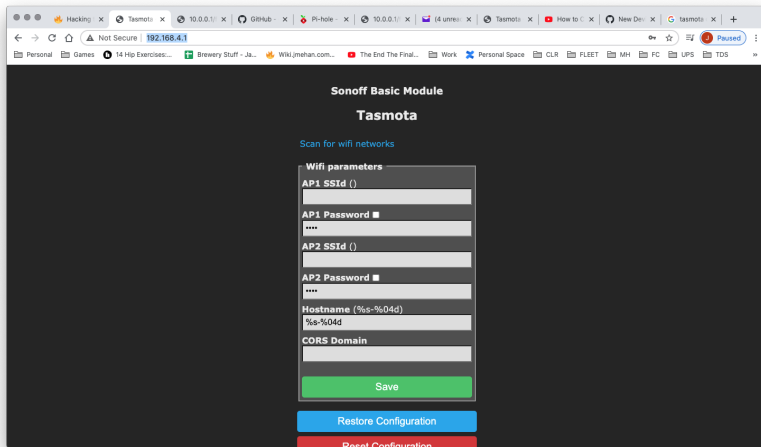 Hacking
Tasmota
10.0.0.1/
GitHub -
Pi-hole -
10.0.0.1/
(4 unrea
Tasmota
How to C
New Dev
tasmota
Not Secure | 192.168.4.1
Paused
Personal
Games
14 Hip Exercises:...
Brewery Stuff - Ja...
Wiki.jmehan.com...
The End The Final...
Work
Personal Space
CLR
FLEET
MH
FC
UPS
TDS
»
Sonoff Basic Module
Tasmota
Scan for wifi networks
Wifi parameters
AP1 SSId ()
AP1 Password
••••
AP2 SSId ()
AP2 Password
••••
Hostname (%s-%04d)
%s-%04d
CORS Domain
Save
Restore Configuration
Reset Configuration